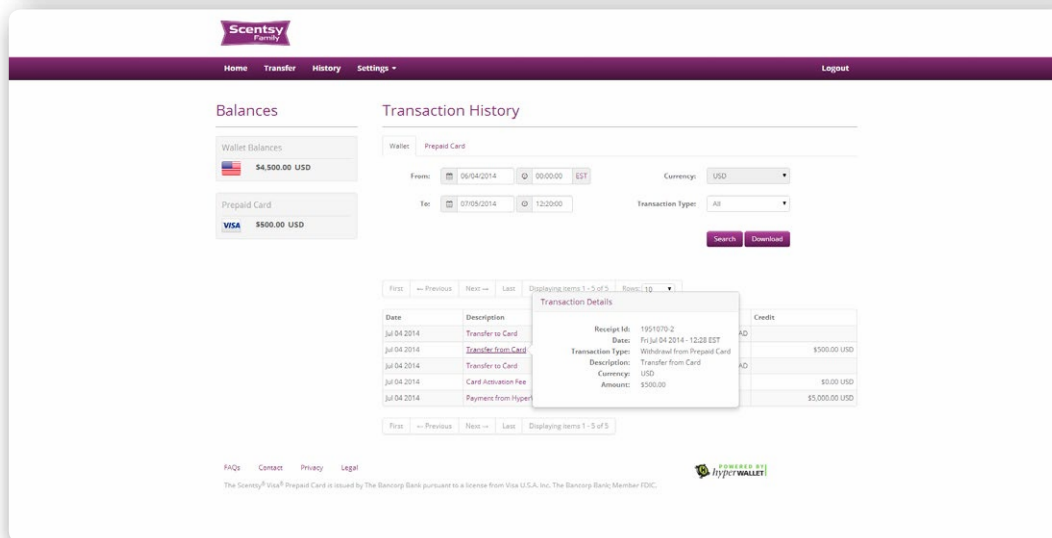 Scentsy
Family
Home Transfer History Settings Logout
Balances
Wallet Balances
$4,500.00 USD
Prepaid Card
VISA $500.00 USD
Transaction History
Wallet Prepaid Card
From: 06/04/2014 00:00:00 EST Currency: USD
To: 07/05/2014 12:20:00 Transaction Type: All
Search Download
First ← Previous Next → Last Displaying items 1 - 5 of 5 Rows: 10
Transaction Details
Receipt Id: 1951070-2
Date: Fri Jul 04 2014 - 12:28 EST
Transaction Type: Withdrawl from Prepaid Card
Description: Transfer from Card
Currency: USD
Amount: $500.00
Date Description Credit
Jul 04 2014 Transfer to Card AD
Jul 04 2014 Transfer from Card $500.00 USD
Jul 04 2014 Transfer to Card AD
Jul 04 2014 Card Activation Fee $0.00 USD
Jul 04 2014 Payment from Hyper $5,000.00 USD
First ← Previous Next → Last Displaying items 1 - 5 of 5
FAQs Contact Privacy Legal
POWERED BY
hyperWALLET
The Scentsy® Visa® Prepaid Card is issued by The Bancorp Bank pursuant to a license from Visa U.S.A. Inc. The Bancorp Bank; Member FDIC.